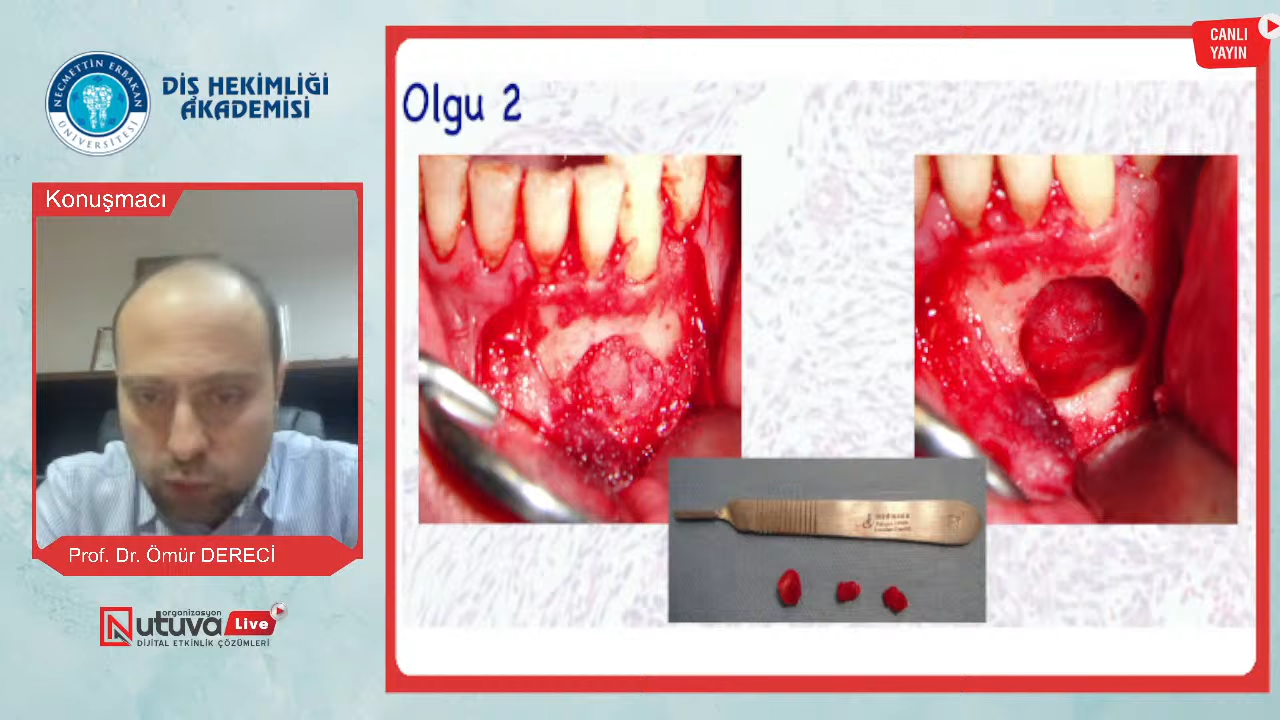 NECMETTİN ERBAKAN
ÜNİVERSİTESİ
DİŞ HEKİMLİĞİ
AKADEMİSİ
CANLI
YAYIN
Konuşmacı
Olgu 2
Prof. Dr. Ömür DERECİ
organizasyon
Nutuva Live
DİJİTAL ETKİNLİK ÇÖZÜMLERİ